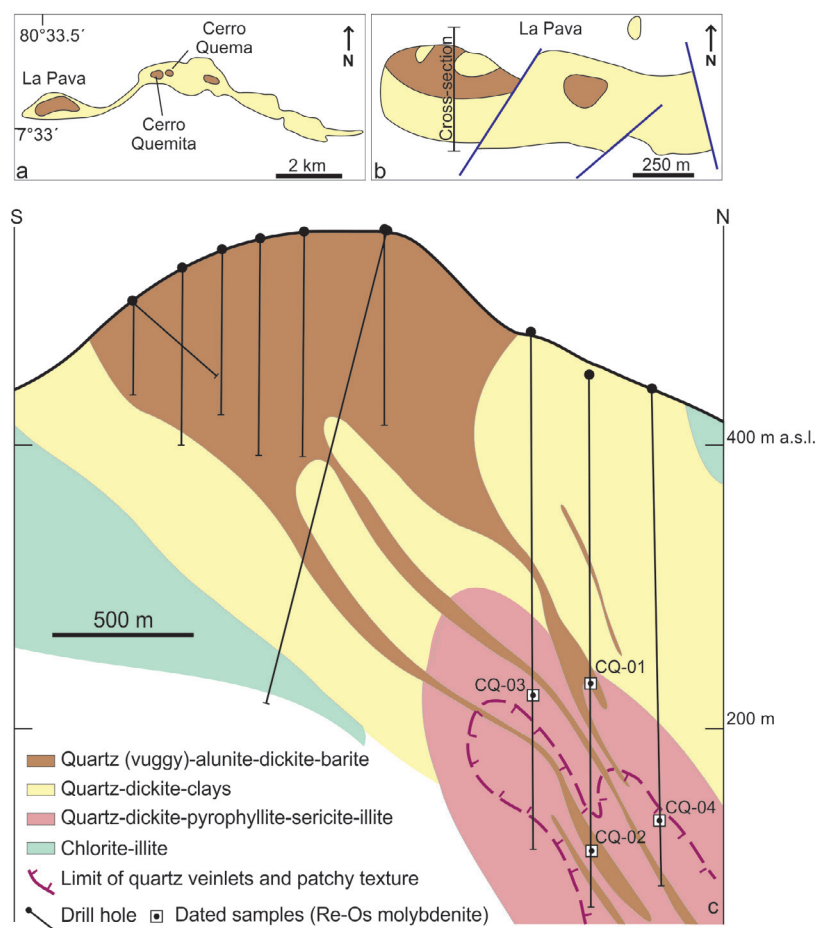 80°33.5´
Cerro
Quema
N
La Pava
Cerro
Quemita
7°33´
2 km
a
La Pava
N
Cross-section
250 m
b
S
N
400 m a.s.l.
500 m
CQ-01
CQ-03
200 m
CQ-04
CQ-02
Quartz (vuggy)-alunite-dickite-barite
Quartz-dickite-clays
Quartz-dickite-pyrophyllite-sericite-illite
Chlorite-illite
Limit of quartz veinlets and patchy texture
Drill hole
Dated samples (Re-Os molybdenite)
c